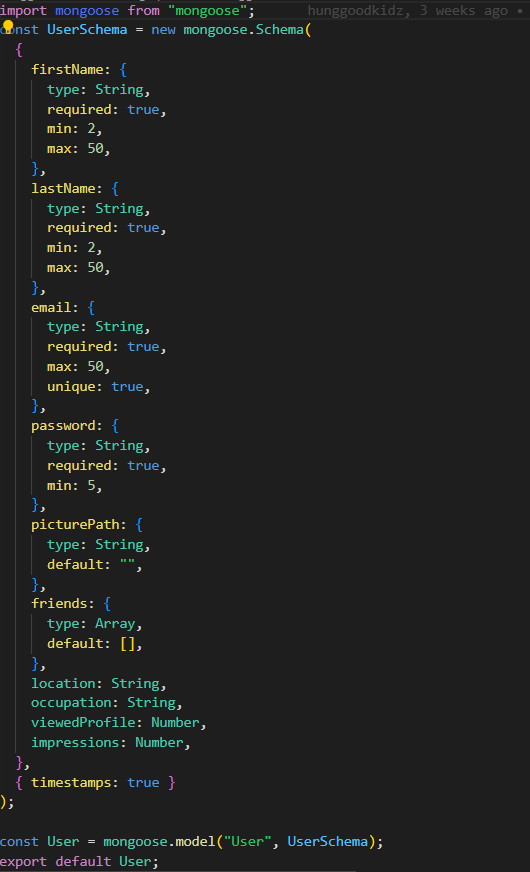 import mongoose from "mongoose"; hunggoodkidz, 3 weeks ago •
const UserSchema = new mongoose.Schema(
  {
    firstName: {
      type: String,
      required: true,
      min: 2,
      max: 50,
    },
    lastName: {
      type: String,
      required: true,
      min: 2,
      max: 50,
    },
    email: {
      type: String,
      required: true,
      max: 50,
      unique: true,
    },
    password: {
      type: String,
      required: true,
      min: 5,
    },
    picturePath: {
      type: String,
      default: "",
    },
    friends: {
      type: Array,
      default: [],
    },
    location: String,
    occupation: String,
    viewedProfile: Number,
    impressions: Number,
  },
  { timestamps: true }
);

const User = mongoose.model("User", UserSchema);
export default User;